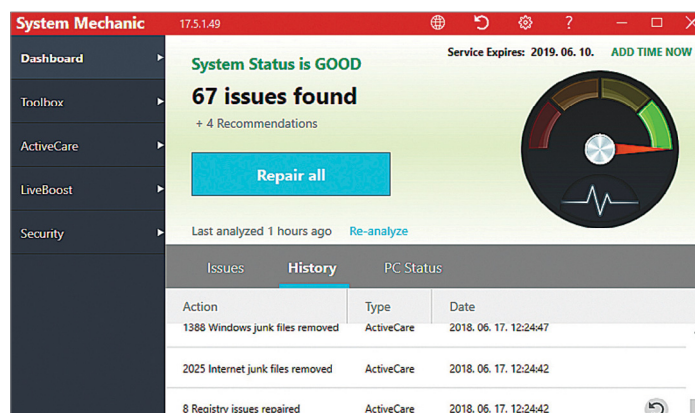 System Mechanic 17.5.1.49 ?
Dashboard
Toolbox
ActiveCare
LiveBoost
Security
System Status is GOOD
Service Expires: 2019. 06. 10. ADD TIME NOW
67 issues found
+ 4 Recommendations
Repair all
Last analyzed 1 hours ago Re-analyze
Issues History PC Status
Action Type Date
1388 Windows junk files removed ActiveCare 2018. 06. 17. 12:24:47
2025 Internet junk files removed ActiveCare 2018. 06. 17. 12:24:42
8 Registry issues repaired ActiveCare 2018. 06. 17. 12:24:42